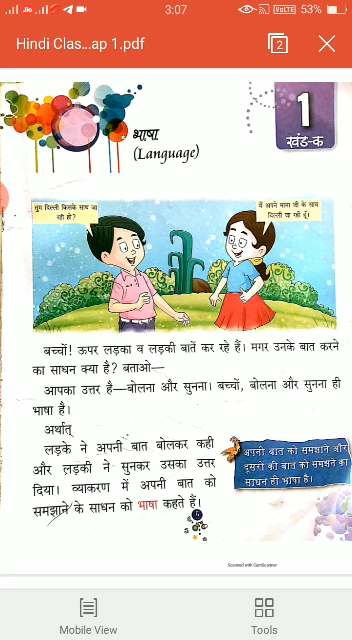 3:07
VoLTE
53%
Hindi Clas...ap 1.pdf
2
1
खंड-क
भाषा
(Language)
तुम दिल्ली किसके साथ जा
रही हो?
मैं अपने मामा जी के साथ
दिल्ली जा रही हूँ।
बच्चों! ऊपर लड़का व लड़की बातें कर रहे हैं। मगर उनके बात करने
का साधन क्या है? बताओ—
आपका उत्तर है—बोलना और सुनना। बच्चों, बोलना और सुनना ही
भाषा है।
अर्थात्
लड़के ने अपनी बात बोलकर कही
और लड़की ने सुनकर उसका उत्तर
दिया। व्याकरण में अपनी बात को
समझाने के साधन को भाषा कहते हैं।
अपनी बात को समझाने और
दूसरों की बात को समझने का
साधन ही भाषा है।
Scanned with CamScanner
Mobile View
Tools